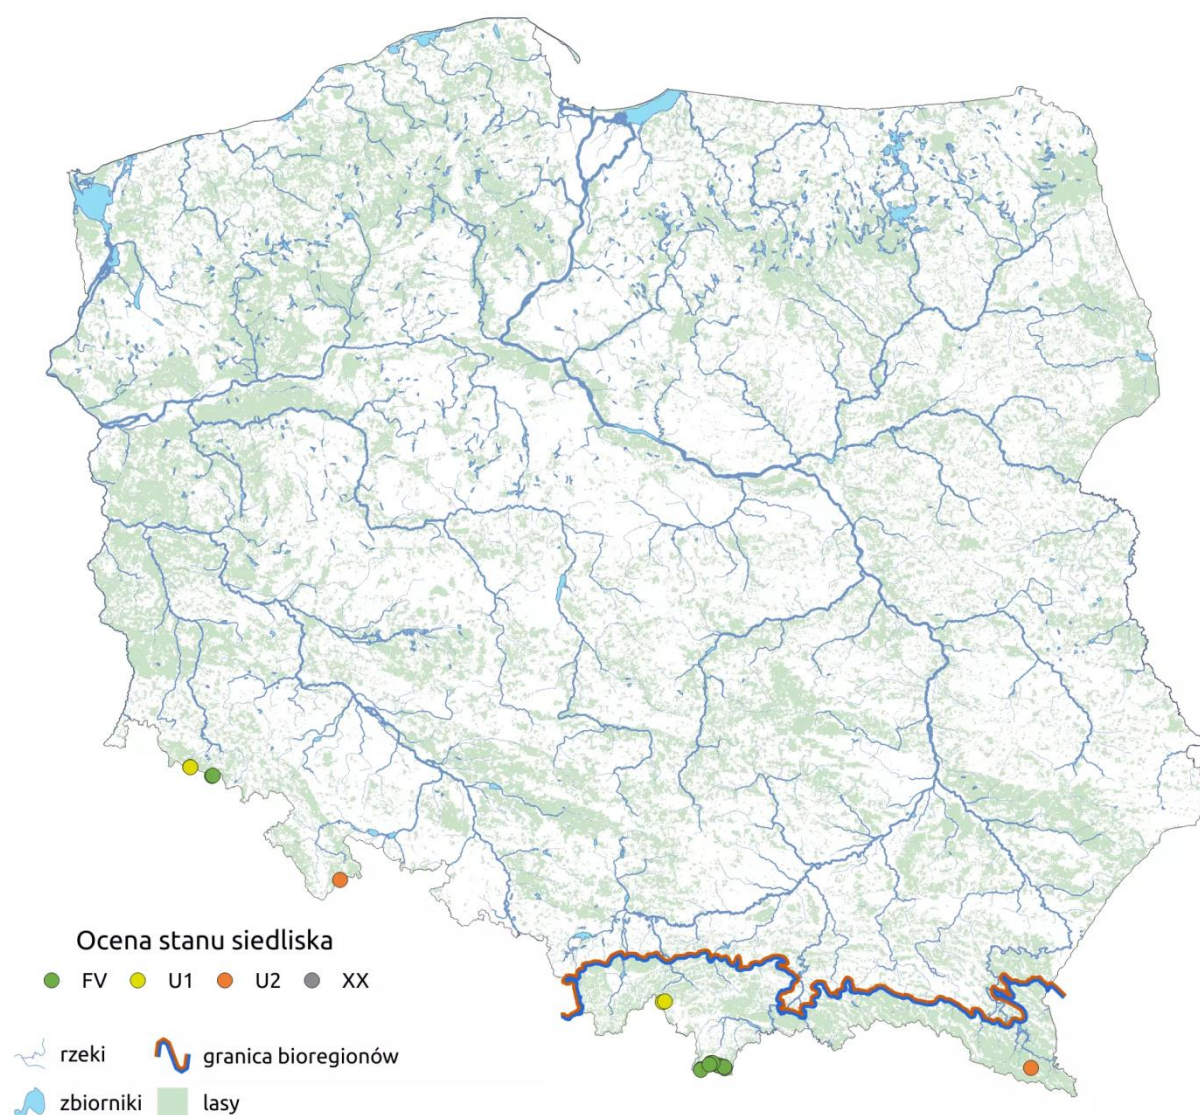 Ocena stanu siedliska
FV U1 U2 XX
rzeki granica bioregionów
zbiorniki lasy